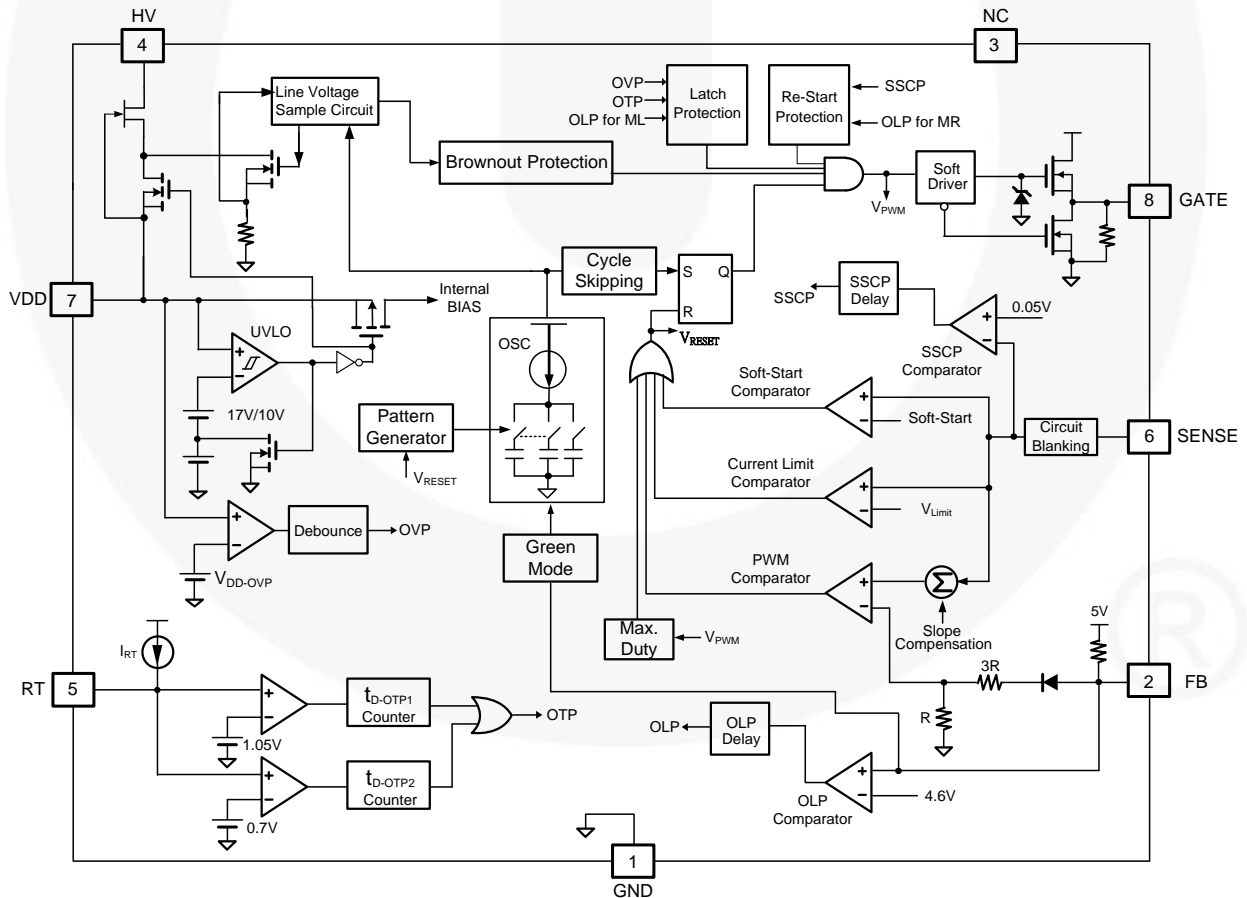 HV
NC
4
3
Line Voltage
Sample Circuit
OVP
OTP
OLP for ML
Latch
Protection
Re-Start
Protection
SSCP
OLP for MR
Brownout Protection
Soft
Driver
VPWM
8
GATE
VDD
7
Internal
BIAS
Cycle
Skipping
S
Q
R
VRESET
SSCP
SSCP
Delay
0.05V
+
−
SSCP
Comparator
UVLO
+
−
17V/10V
OSC
Pattern
Generator
VRESET
Soft-Start
Comparator
+
−
Soft-Start
Circuit
Blanking
6
SENSE
Current Limit
Comparator
+
−
VLimit
+
−
Debounce
OVP
VDD-OVP
Green
Mode
PWM
Comparator
+
−
Σ
Slope
Compensation
Max.
Duty
VPWM
5V
IRT
RT
5
3R
R
2
FB
+
−
1.05V
tD-OTP1
Counter
OTP
+
−
0.7V
tD-OTP2
Counter
OLP
OLP
Delay
+
−
4.6V
OLP
Comparator
1
GND
®